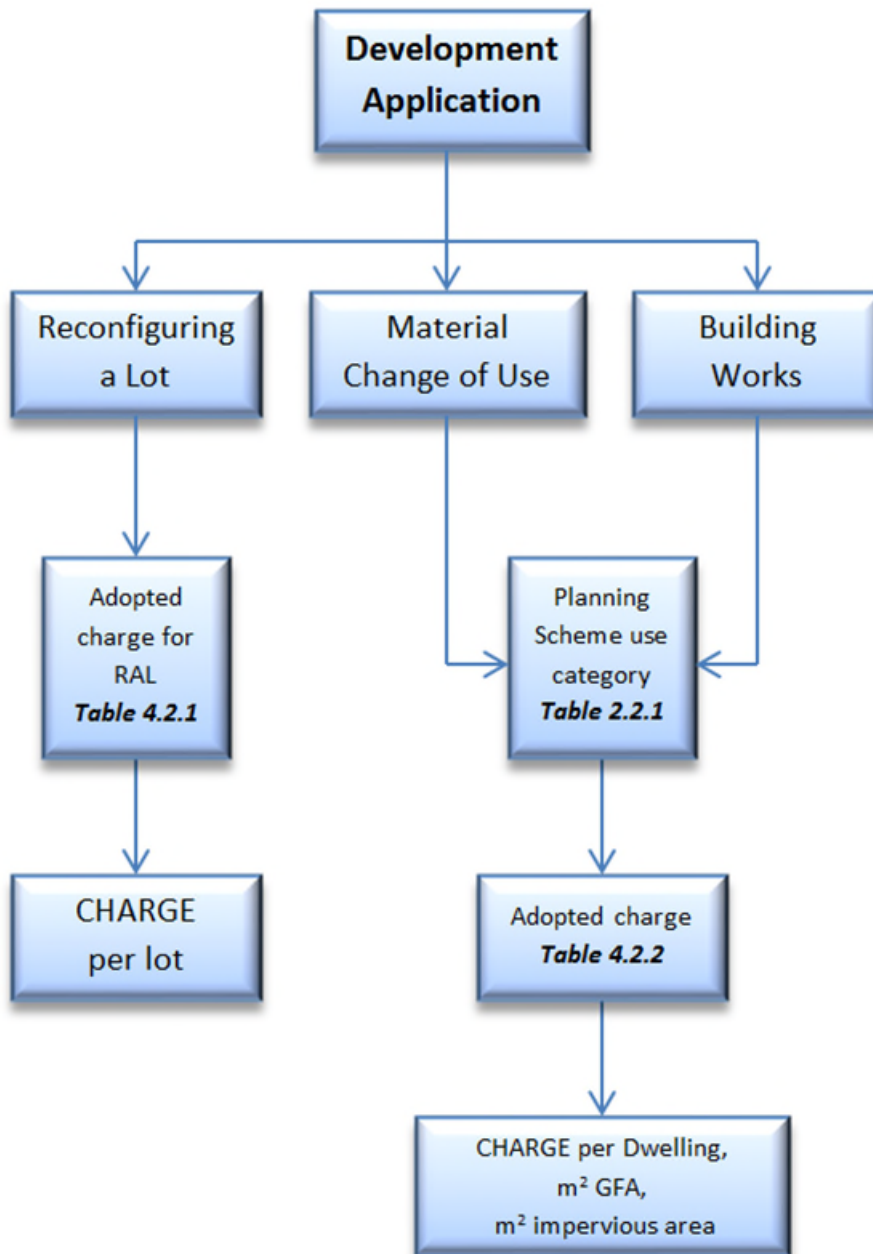 Development
Application
Reconfiguring
a Lot
Material
Change of Use
Building
Works
Adopted
charge for
RAL
Table 4.2.1
Planning
Scheme use
category
Table 2.2.1
CHARGE
per lot
Adopted charge
Table 4.2.2
CHARGE per Dwelling,
m² GFA,
m² impervious area